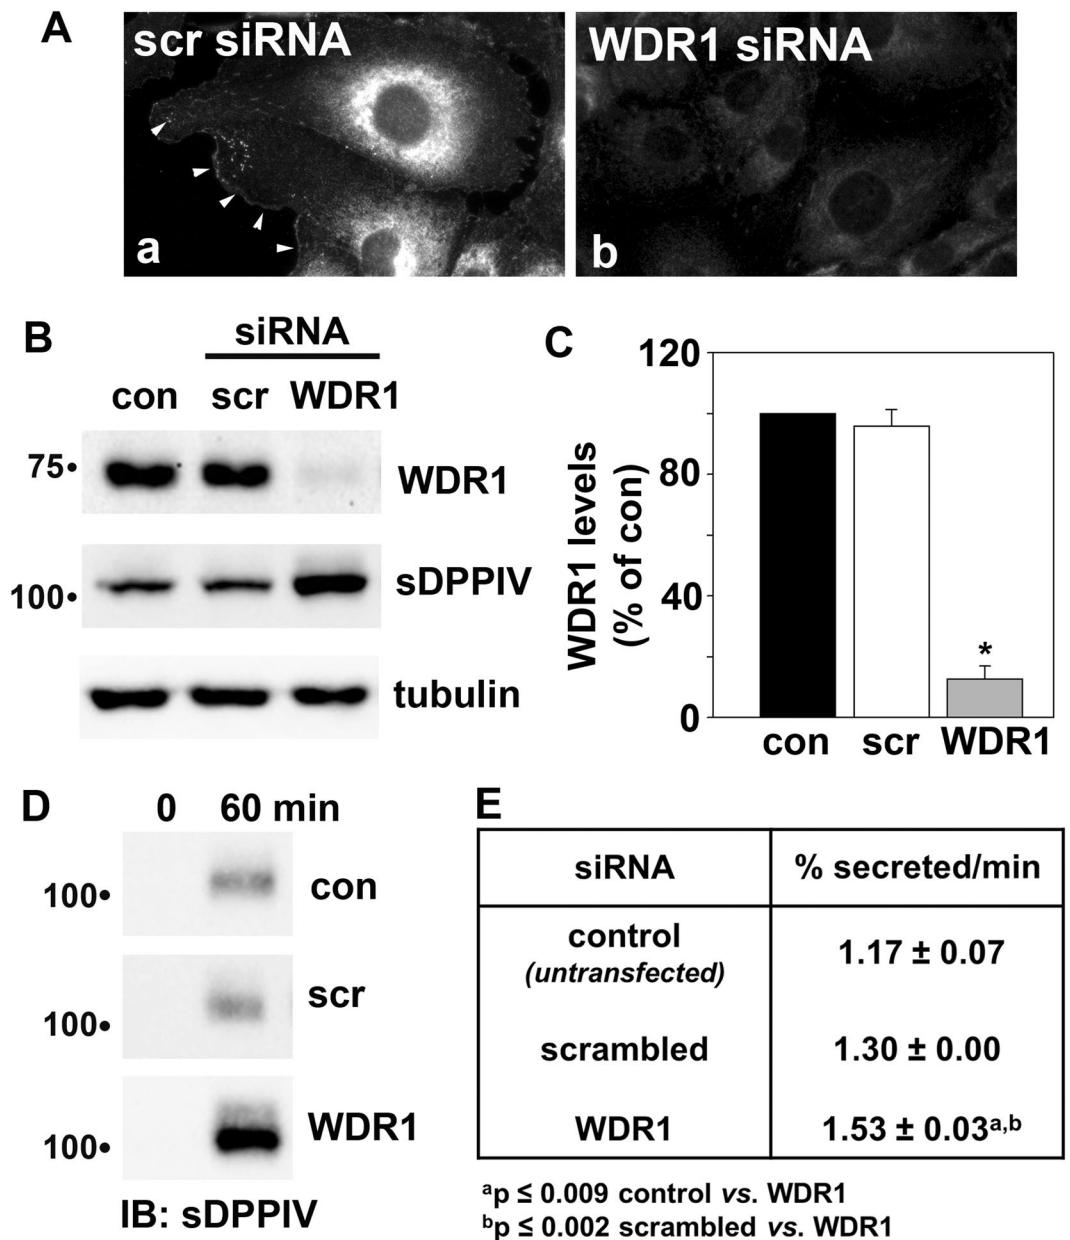 A
scr siRNA
a
WDR1 siRNA
b
B
siRNA
con scr WDR1
75•
WDR1
100•
sDPPIV
tubulin
C
WDR1 levels
(% of con)
120
80
40
0
*
con scr WDR1
D
0 60 min
100•
con
100•
scr
100•
WDR1
IB: sDPPIV
E
siRNA % secreted/min
control
(untransfected)
1.17 ± 0.07
scrambled 1.30 ± 0.00
WDR1 1.53 ± 0.03a,b
ap ≤ 0.009 control vs. WDR1
bp ≤ 0.002 scrambled vs. WDR1